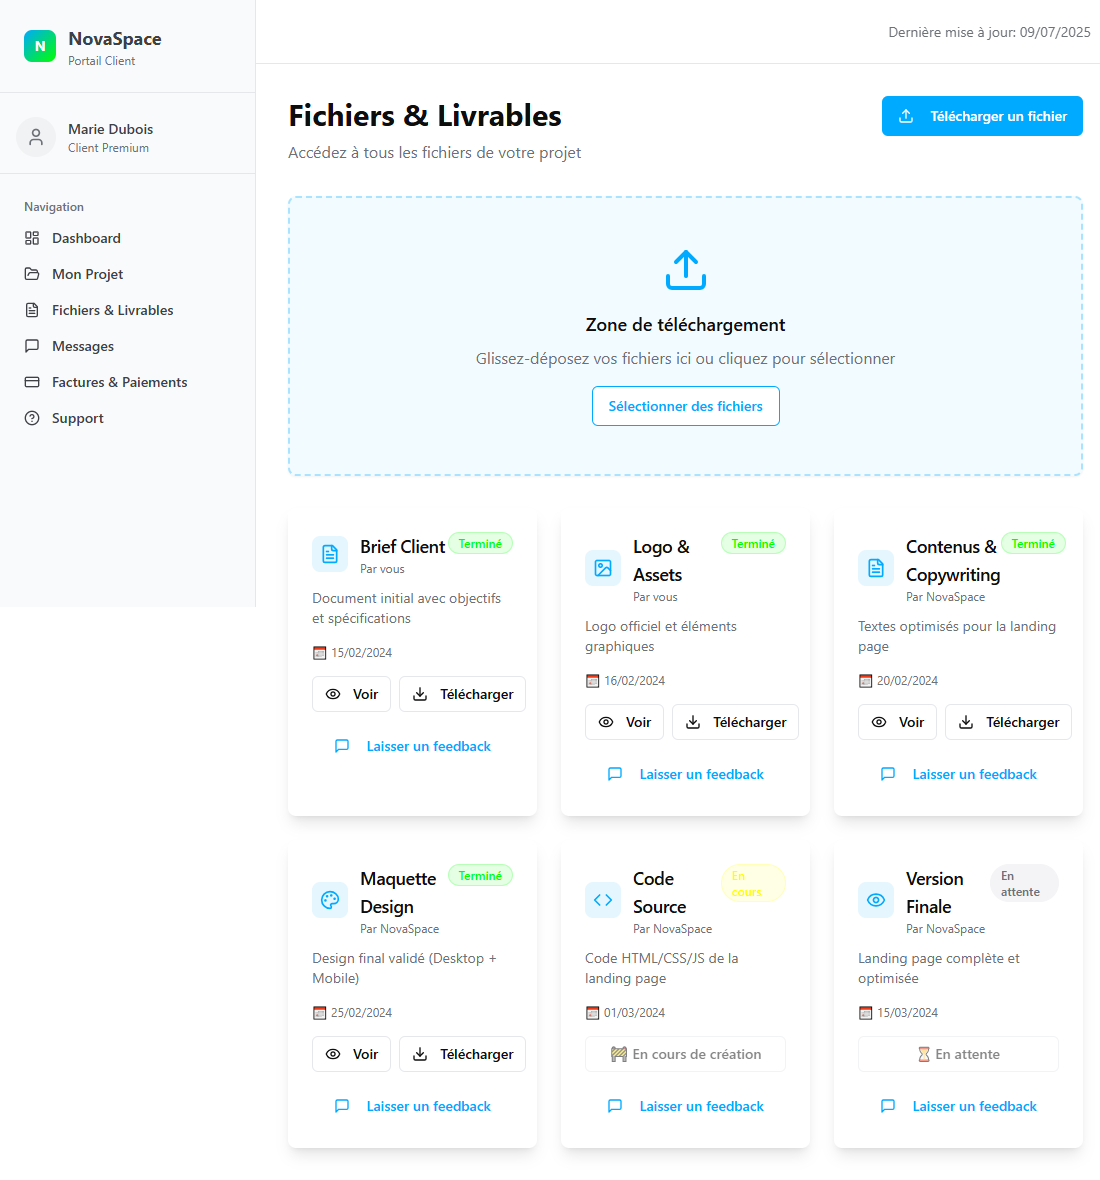 N
NovaSpace
Portail Client
Dernière mise à jour: 09/07/2025
Marie Dubois
Client Premium
Navigation
Dashboard
Mon Projet
Fichiers & Livrables
Messages
Factures & Paiements
Support
Fichiers & Livrables
Accédez à tous les fichiers de votre projet
Télécharger un fichier
Zone de téléchargement
Glissez-déposez vos fichiers ici ou cliquez pour sélectionner
Sélectionner des fichiers
Brief Client
Terminé
Par vous
Document initial avec objectifs
et spécifications
15/02/2024
Voir
Télécharger
Laisser un feedback
Logo &
Assets
Terminé
Par vous
Logo officiel et éléments
graphiques
16/02/2024
Voir
Télécharger
Laisser un feedback
Contenus &
Copywriting
Terminé
Par NovaSpace
Textes optimisés pour la landing
page
20/02/2024
Voir
Télécharger
Laisser un feedback
Maquette
Design
Terminé
Par NovaSpace
Design final validé (Desktop +
Mobile)
25/02/2024
Voir
Télécharger
Laisser un feedback
Code
Source
En
cours
Par NovaSpace
Code HTML/CSS/JS de la
landing page
01/03/2024
En cours de création
Laisser un feedback
Version
Finale
En
attente
Par NovaSpace
Landing page complète et
optimisée
15/03/2024
En attente
Laisser un feedback